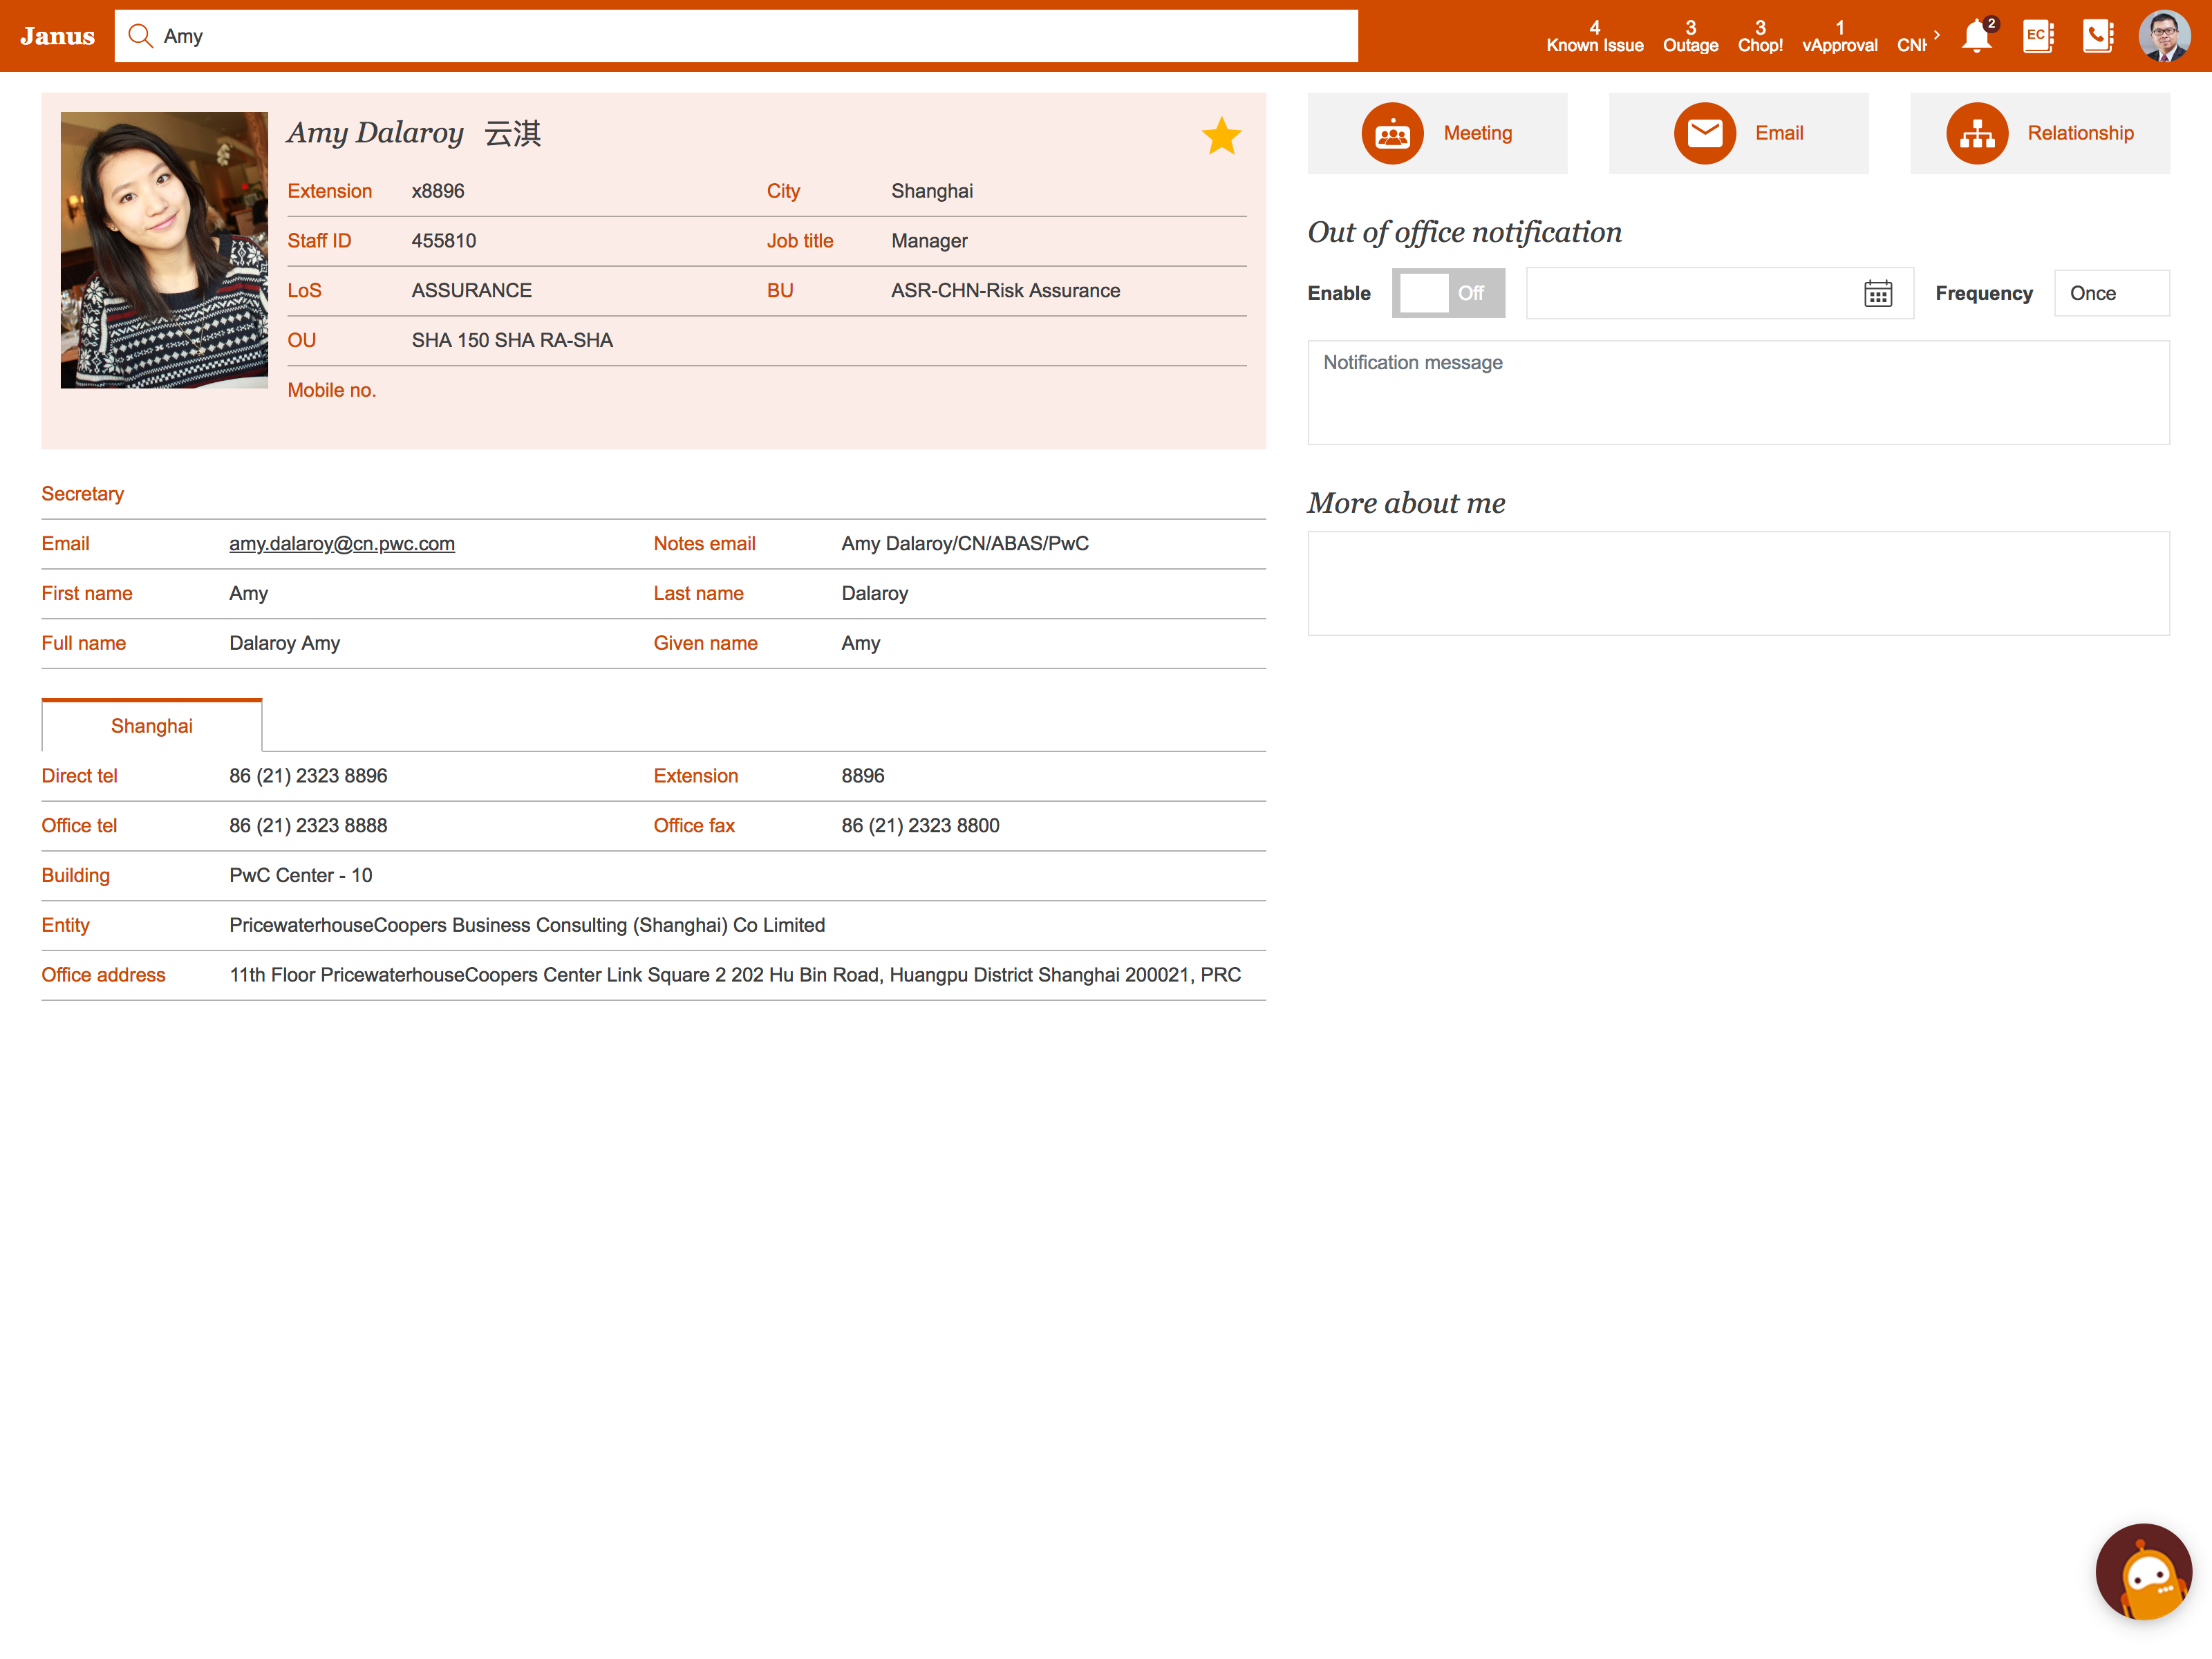 Janus
Amy
4
Known Issue
3
Outage
3
Chop!
1
vApproval
2
EC
Amy Dalaroy 云淇
Extension x8896 City Shanghai
Staff ID 455810 Job title Manager
LoS ASSURANCE BU ASR-CHN-Risk Assurance
OU SHA 150 SHA RA-SHA
Mobile no.
Secretary
Email amy.dalaroy@cn.pwc.com Notes email Amy Dalaroy/CN/ABAS/PwC
First name Amy Last name Dalaroy
Full name Dalaroy Amy Given name Amy
Shanghai
Direct tel 86 (21) 2323 8896 Extension 8896
Office tel 86 (21) 2323 8888 Office fax 86 (21) 2323 8800
Building PwC Center - 10
Entity PricewaterhouseCoopers Business Consulting (Shanghai) Co Limited
Office address 11th Floor PricewaterhouseCoopers Center Link Square 2 202 Hu Bin Road, Huangpu District Shanghai 200021, PRC
Meeting
Email
Relationship
Out of office notification
Enable Off Frequency Once
Notification message
More about me